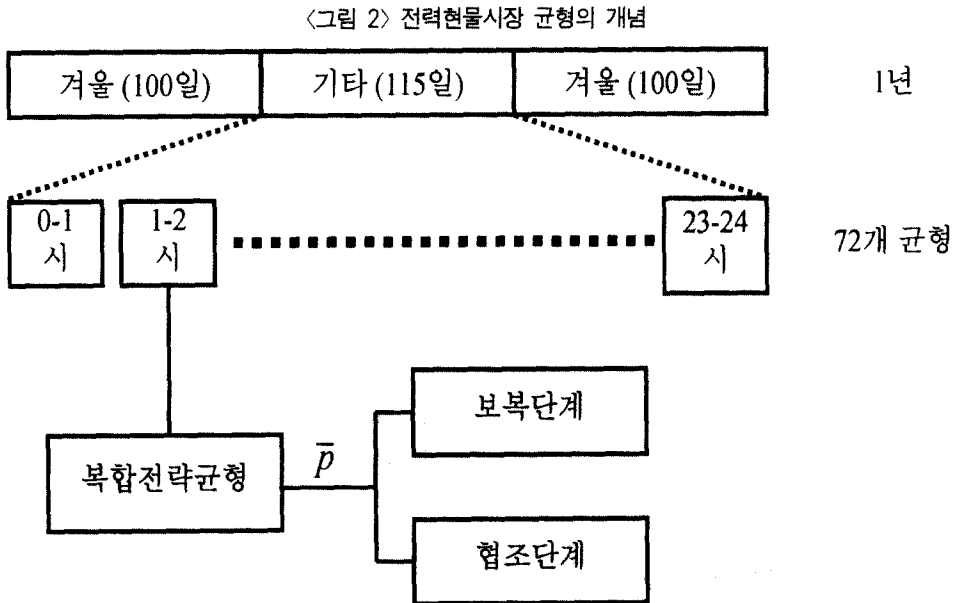 〈그림 2〉 전력현물시장 균형의 개념
겨울 (100일) 기타 (115일) 겨울 (100일) 1년
0-1 1-2 23-24
시 시 시 72개 균형
보복단계
복합전략균형 p̅
협조단계